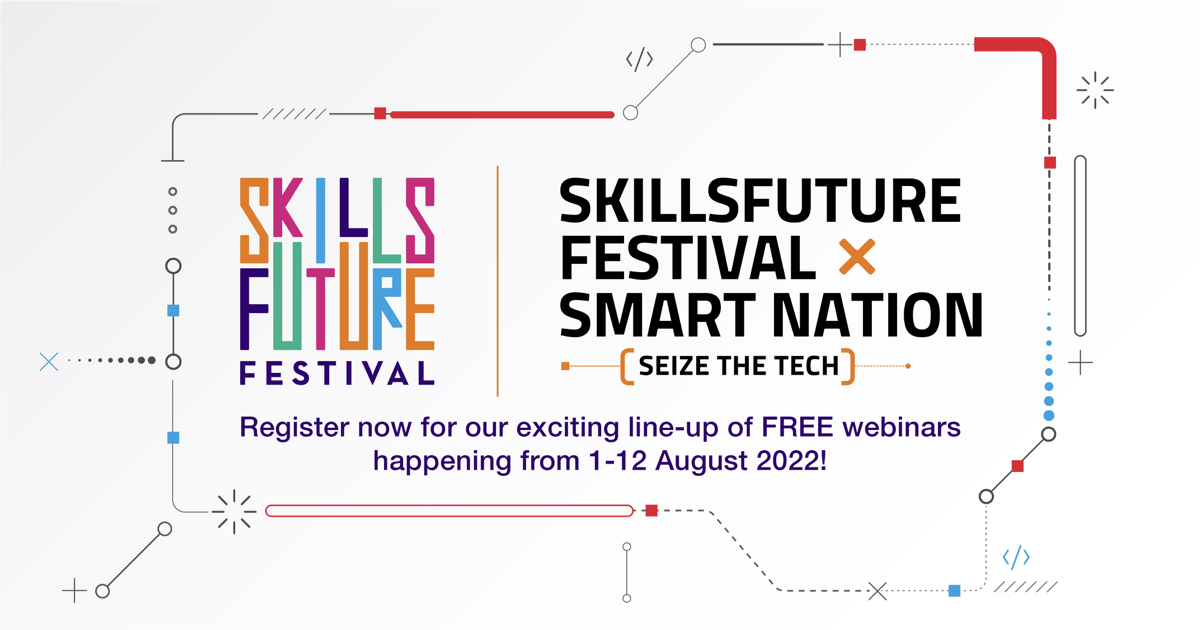 SKILLS
FUTURE
FESTIVAL
SKILLSFUTURE
FESTIVAL ×
SMART NATION
[SEIZE THE TECH]
Register now for our exciting line-up of FREE webinars
happening from 1-12 August 2022!
</>
</>